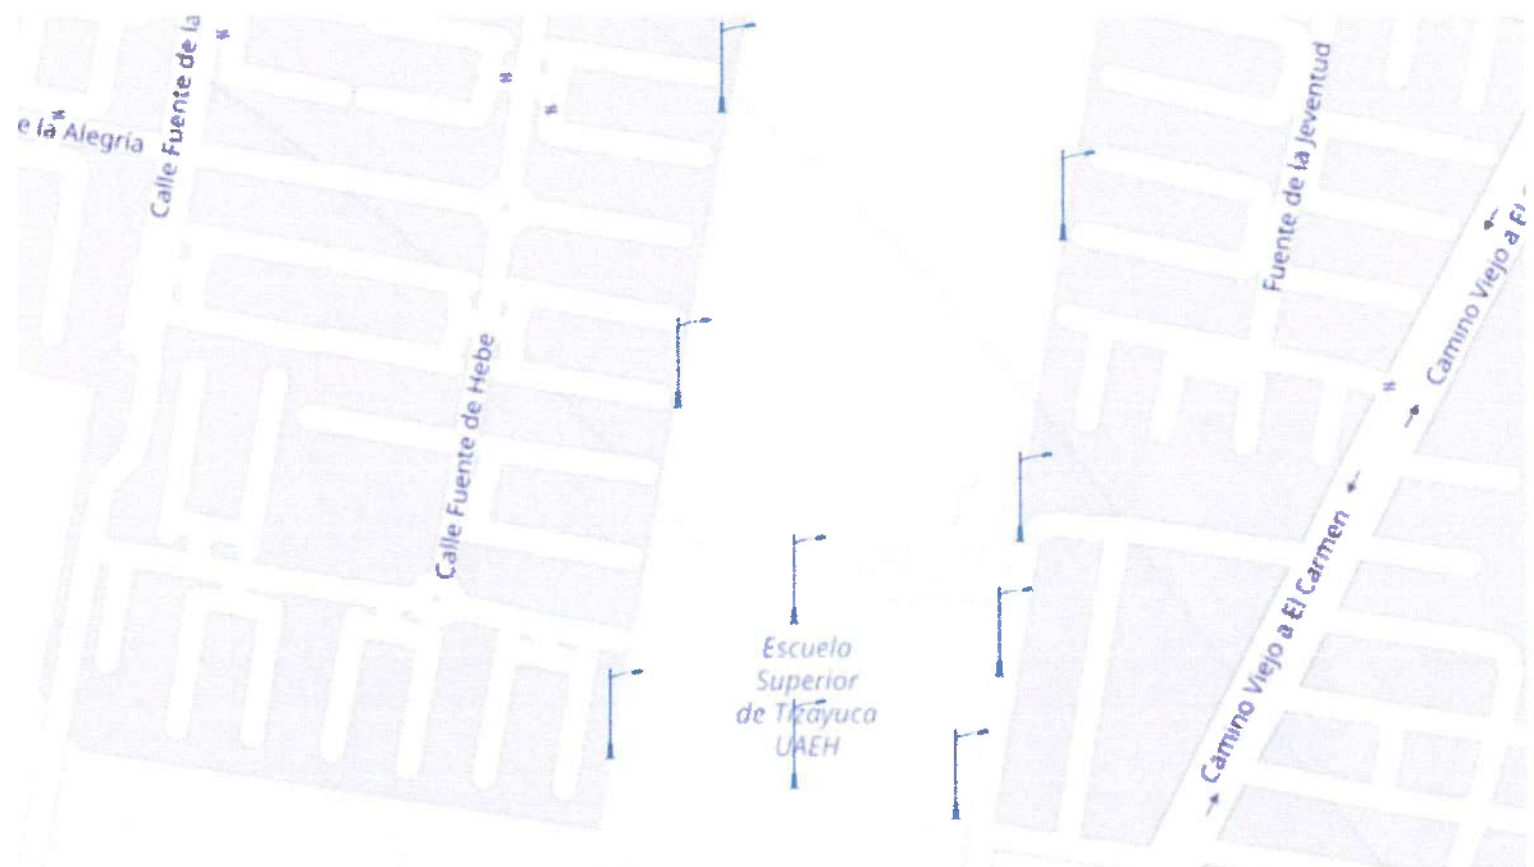 Calle Fuente de la
e la Alegría
Fuente de la Jeventud
Camino Viejo a El
Calle Fuente de Hebe
Camino Viejo a El Carmen
Escuela
Superior
de Tizayuca
UAEH